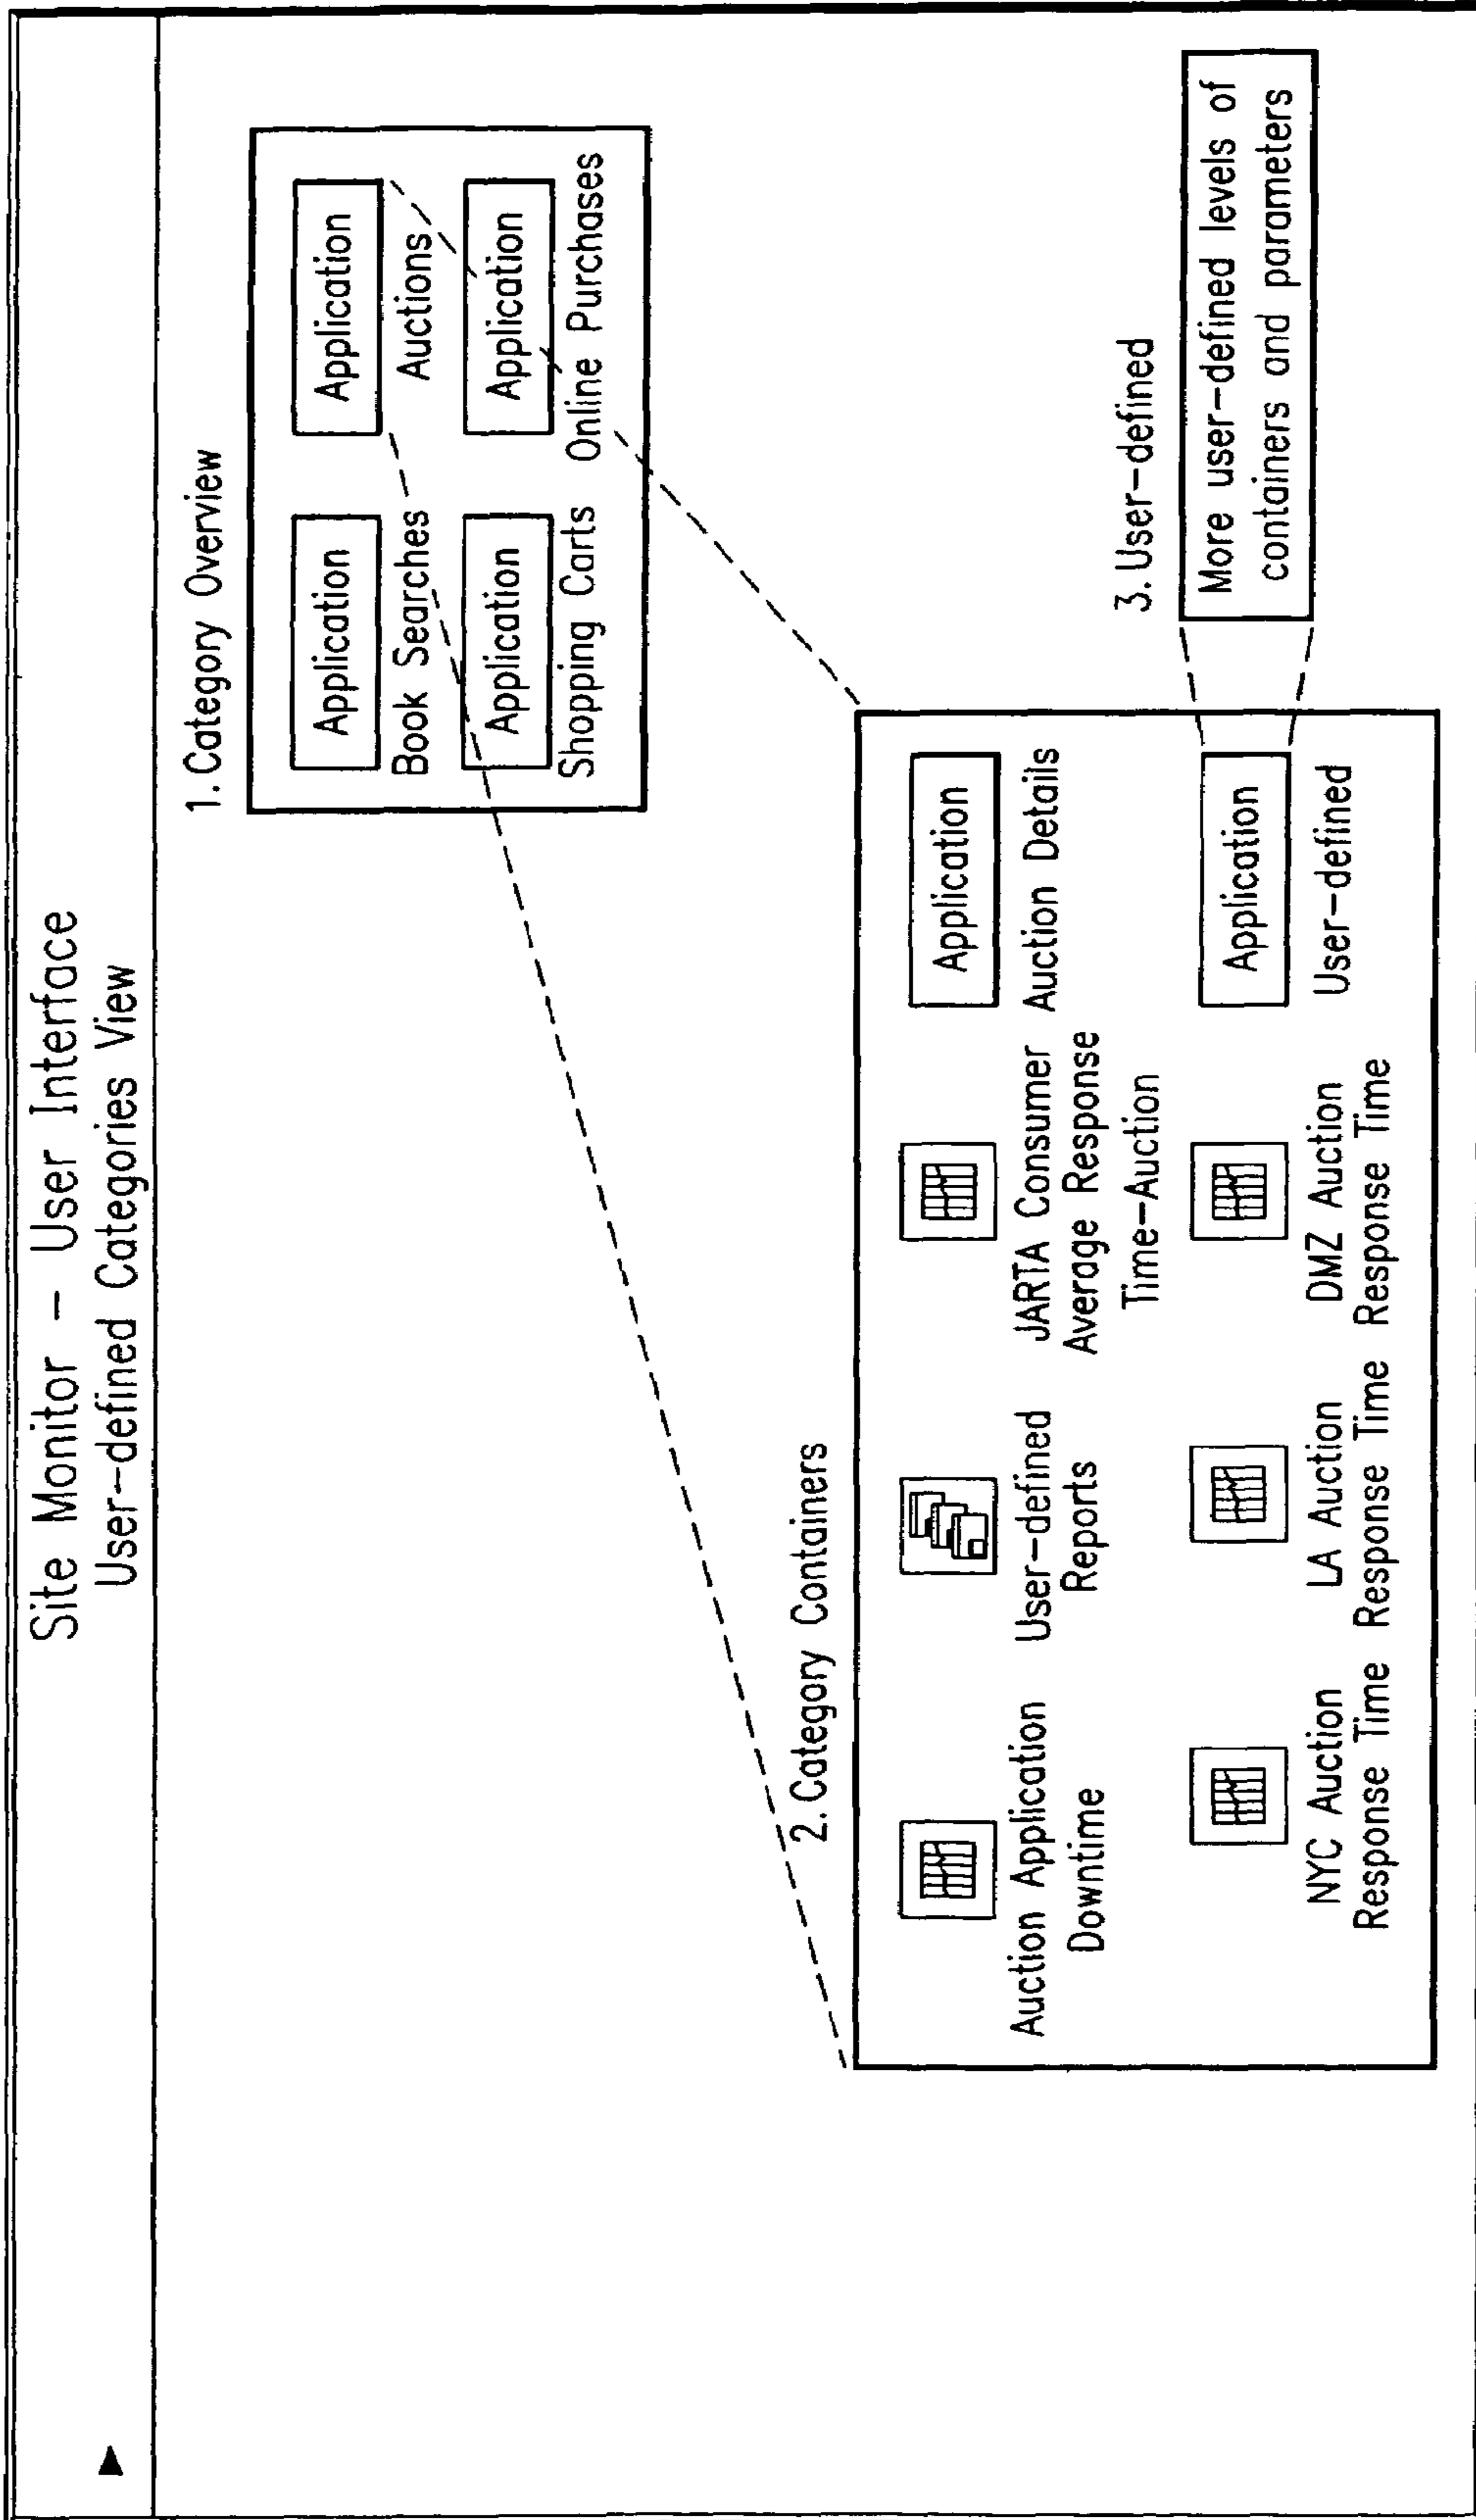 Site Monitor – User Interface
User–defined Categories View
1. Category Overview
Application
Application
Book Searches
Auctions
Application
Application
Shopping Carts
Online Purchases
2. Category Containers
Application
Auction Application
Downtime
User–defined
Reports
JARTA Consumer
Average Response
Time–Auction
Auction Details
Application
NYC Auction
Response Time
LA Auction
Response Time
DMZ Auction
Response Time
User–defined
3. User–defined
More user–defined levels of
containers and parameters